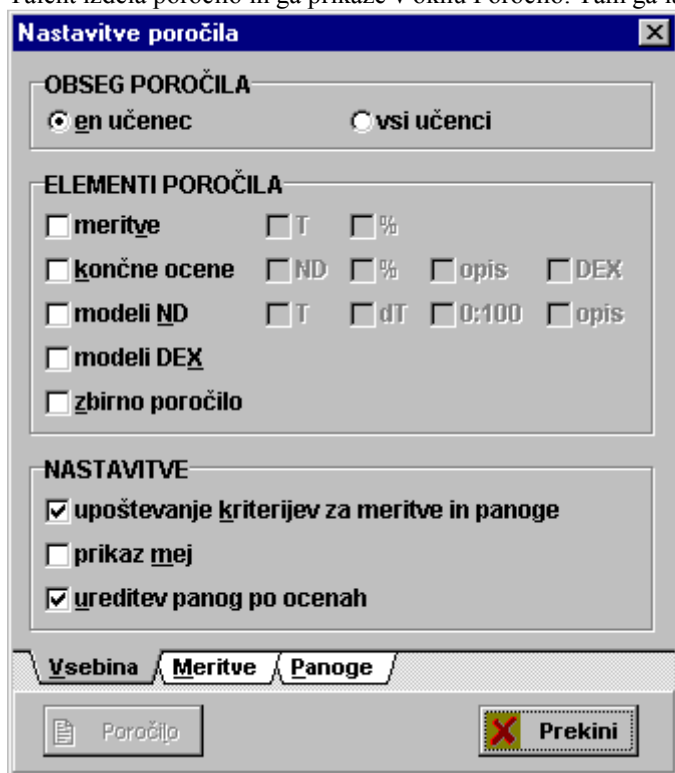 Talent izdela poročilo in ga prikaže v oknu Poročilo. Tam ga
Nastavitve poročila
OBSEG POROČILA
en učenec vsi učenci
ELEMENTI POROČILA
meritve T %
končne ocene ND % opis DEX
modeli ND T dT 0:100 opis
modeli DEX
zbirno poročilo
NASTAVITVE
upoštevanje kriterijev za meritve in panoge
prikaz mej
ureditev panog po ocenah
Vsebina Meritve Panoge
Poročilo Prekini